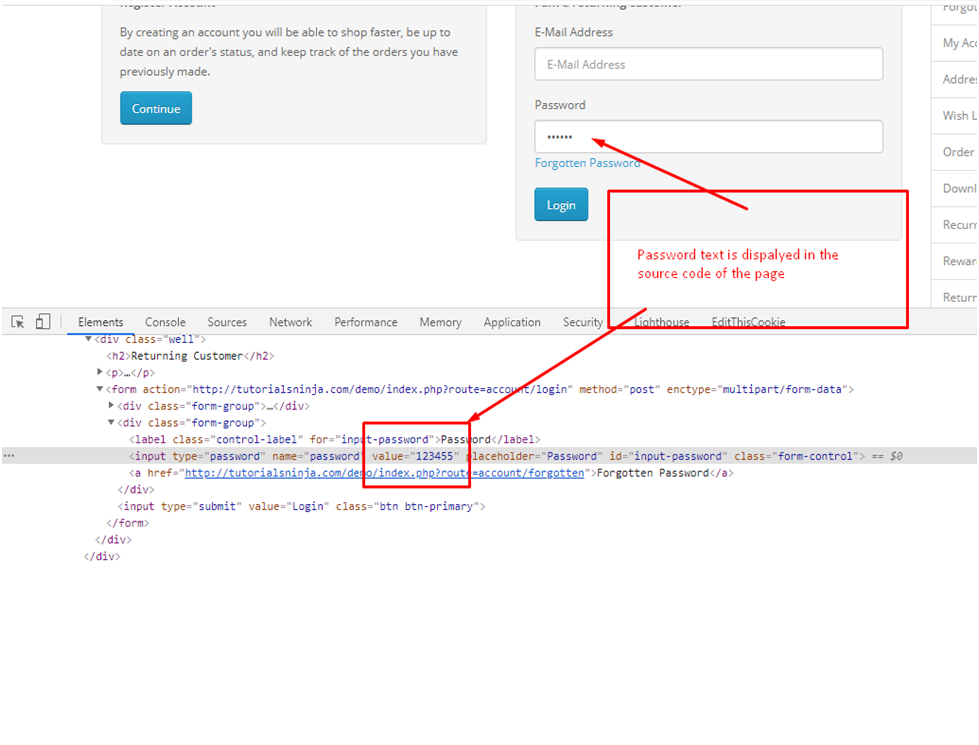 By creating an account you will be able to shop faster, be up to
date on an order's status, and keep track of the orders you have
previously made.
Continue
E-Mail Address
E-Mail Address
Password
••••••
Forgotten Password
Login
My Acc
Addres
Wish L
Order
Downl
Recurr
Rewar
Return
Password text is dispalyed in the
source code of the page
Elements Console Sources Network Performance Memory Application Security Lighthouse EditThisCookie
▼<div class="well">
<h2>Returning Customer</h2>
▶<p>…</p>
▼<form action="http://tutorialsninja.com/demo/index.php?route=account/login" method="post" enctype="multipart/form-data">
▶<div class="form-group">…</div>
▼<div class="form-group">
<label class="control-label" for="input-password">Password</label>
<input type="password" name="password" value="123455" placeholder="Password" id="input-password" class="form-control"> == $0
<a href="http://tutorialsninja.com/demo/index.php?route=account/forgotten">Forgotten Password</a>
</div>
<input type="submit" value="Login" class="btn btn-primary">
</form>
</div>
</div>